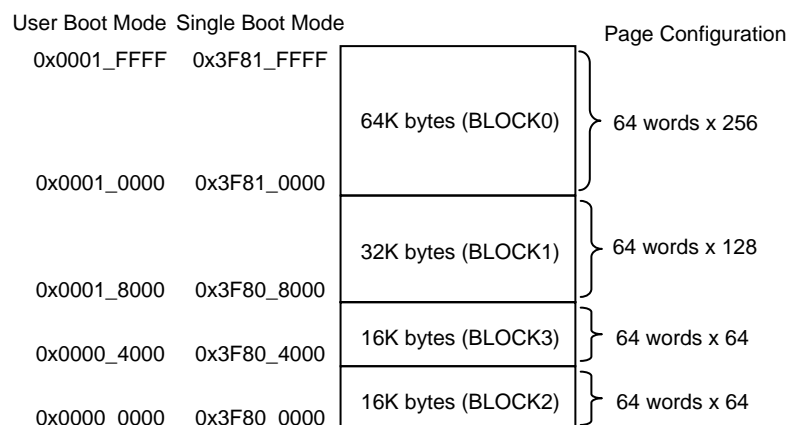 User Boot Mode Single Boot Mode
Page Configuration
0x0001_FFFF 0x3F81_FFFF
64K bytes (BLOCK0) 64 words x 256
0x0001_0000 0x3F81_0000
32K bytes (BLOCK1) 64 words x 128
0x0001_8000 0x3F80_8000
16K bytes (BLOCK3) 64 words x 64
0x0000_4000 0x3F80_4000
16K bytes (BLOCK2) 64 words x 64
0x0000_0000 0x3F80_0000